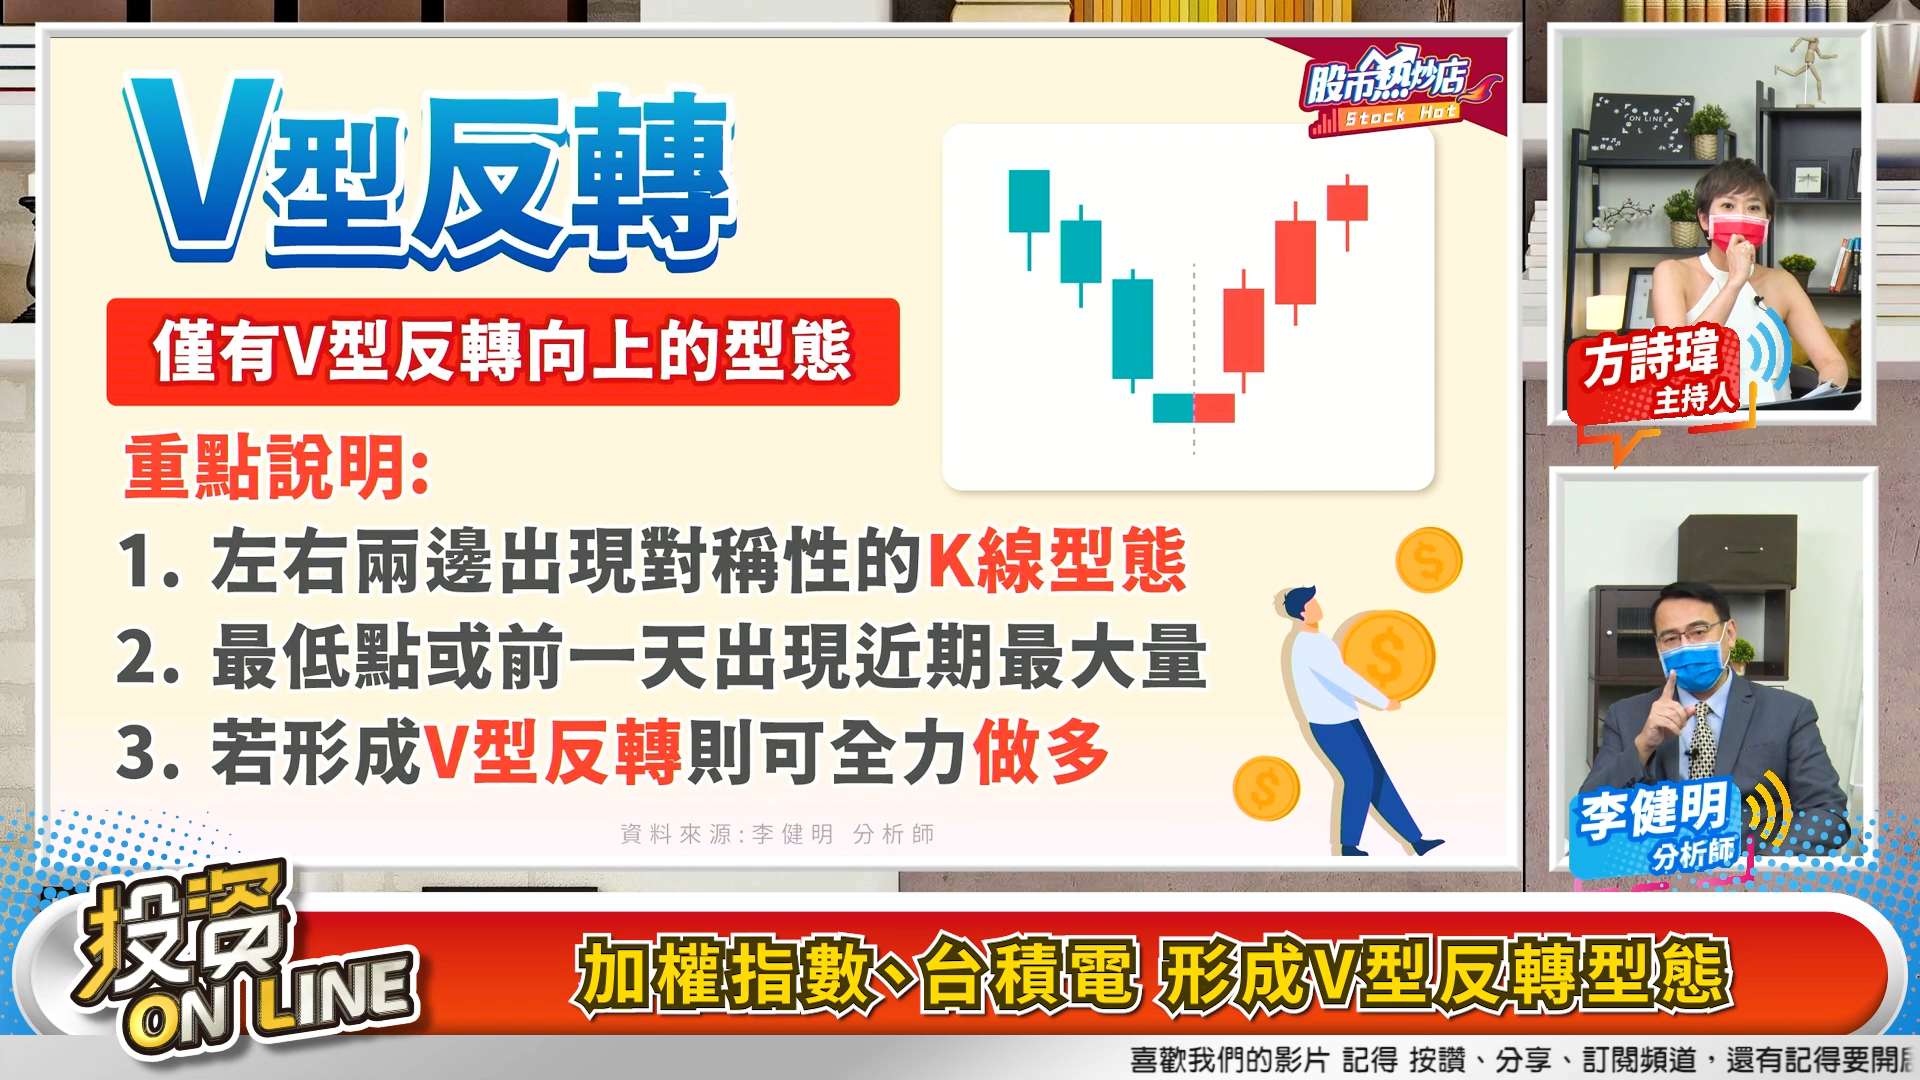 V型反轉
股市熱炒店
Stock Hot
僅有V型反轉向上的型態
重點說明:
1. 左右兩邊出現對稱性的K線型態
2. 最低點或前一天出現近期最大量
3. 若形成V型反轉則可全力做多
資料來源:李健明 分析師
ON LINE
方詩瑋
主持人
李健明
分析師
投資
ON LINE
加權指數、台積電 形成V型反轉型態
喜歡我們的影片 記得 按讚、分享、訂閱頻道，還有記得要開